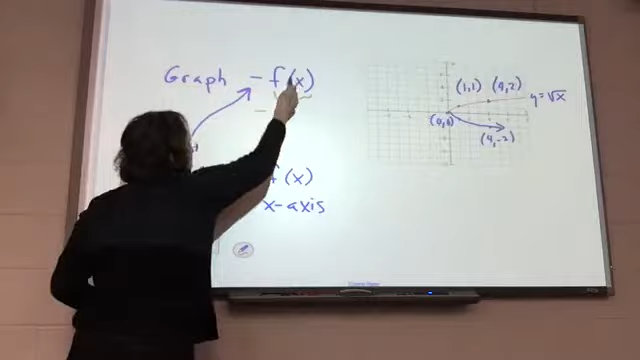 Graph - f(x)
(1,1) (4,2)
y=√x
(0,0)
(4,-2)
f(x)
x-axis